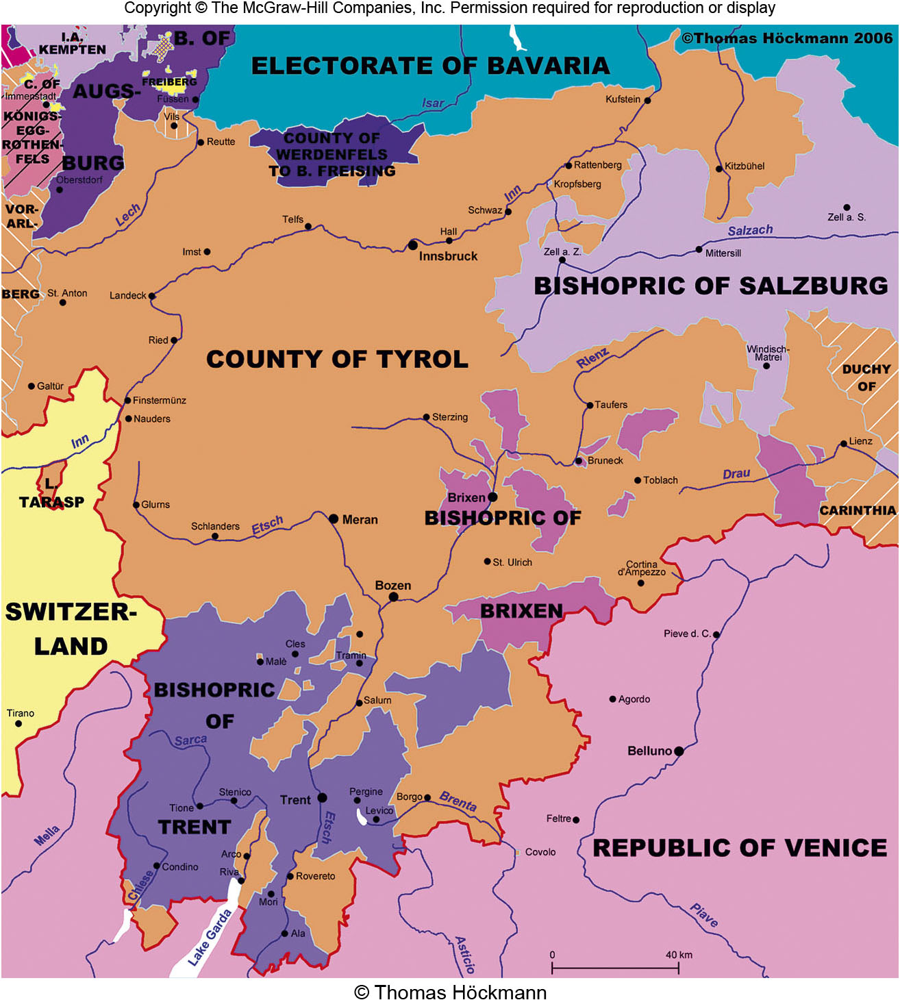 Copyright © The McGraw-Hill Companies, Inc. Permission required for reproduction or display
©Thomas Höckmann 2006
I.A.
KEMPTEN
B. OF
ELECTORATE OF BAVARIA
C. OF
Immenstadt
AUGS-
FREIBERG
Füssen
Isar
Kufstein
KÖNIGS-
EGG-
ROTHEN-
FELS
Vils
Reutte
COUNTY OF
WERDENFELS
TO B. FREISING
BURG
Oberstdorf
Rattenberg
Kitzbühel
Kropfsberg
Inn
VOR-
ARL-
Lech
Schwaz
Zell a. S.
Telfs
Hall
Salzach
Imst
Innsbruck
Zell a. Z.
Mittersill
BERG
St. Anton
Landeck
BISHOPRIC OF SALZBURG
Ried
COUNTY OF TYROL
Rienz
Windisch-
Matrei
DUCHY
OF
Galtür
Finstermünz
Nauders
Sterzing
Taufers
Inn
Lienz
Bruneck
L.
TARASP
Toblach
Drau
Glurns
Brixen
CARINTHIA
Schlanders
Etsch
Meran
BISHOPRIC OF
St. Ulrich
Cortina
d'Ampezzo
Bozen
SWITZER-
LAND
BRIXEN
Pieve d. C.
Cles
Malè
Tramin
BISHOPRIC
OF
Salurn
Agordo
Tirano
Sarca
Belluno
Stenico
Tione
Trent
Pergine
Levico
Borgo
Brenta
TRENT
Etsch
Feltre
Mella
REPUBLIC OF VENICE
Covolo
Arco
Condino
Riva
Rovereto
Chiese
Mori
Lake Garda
Ala
Piave
Asticio
0
40 km
© Thomas Höckmann